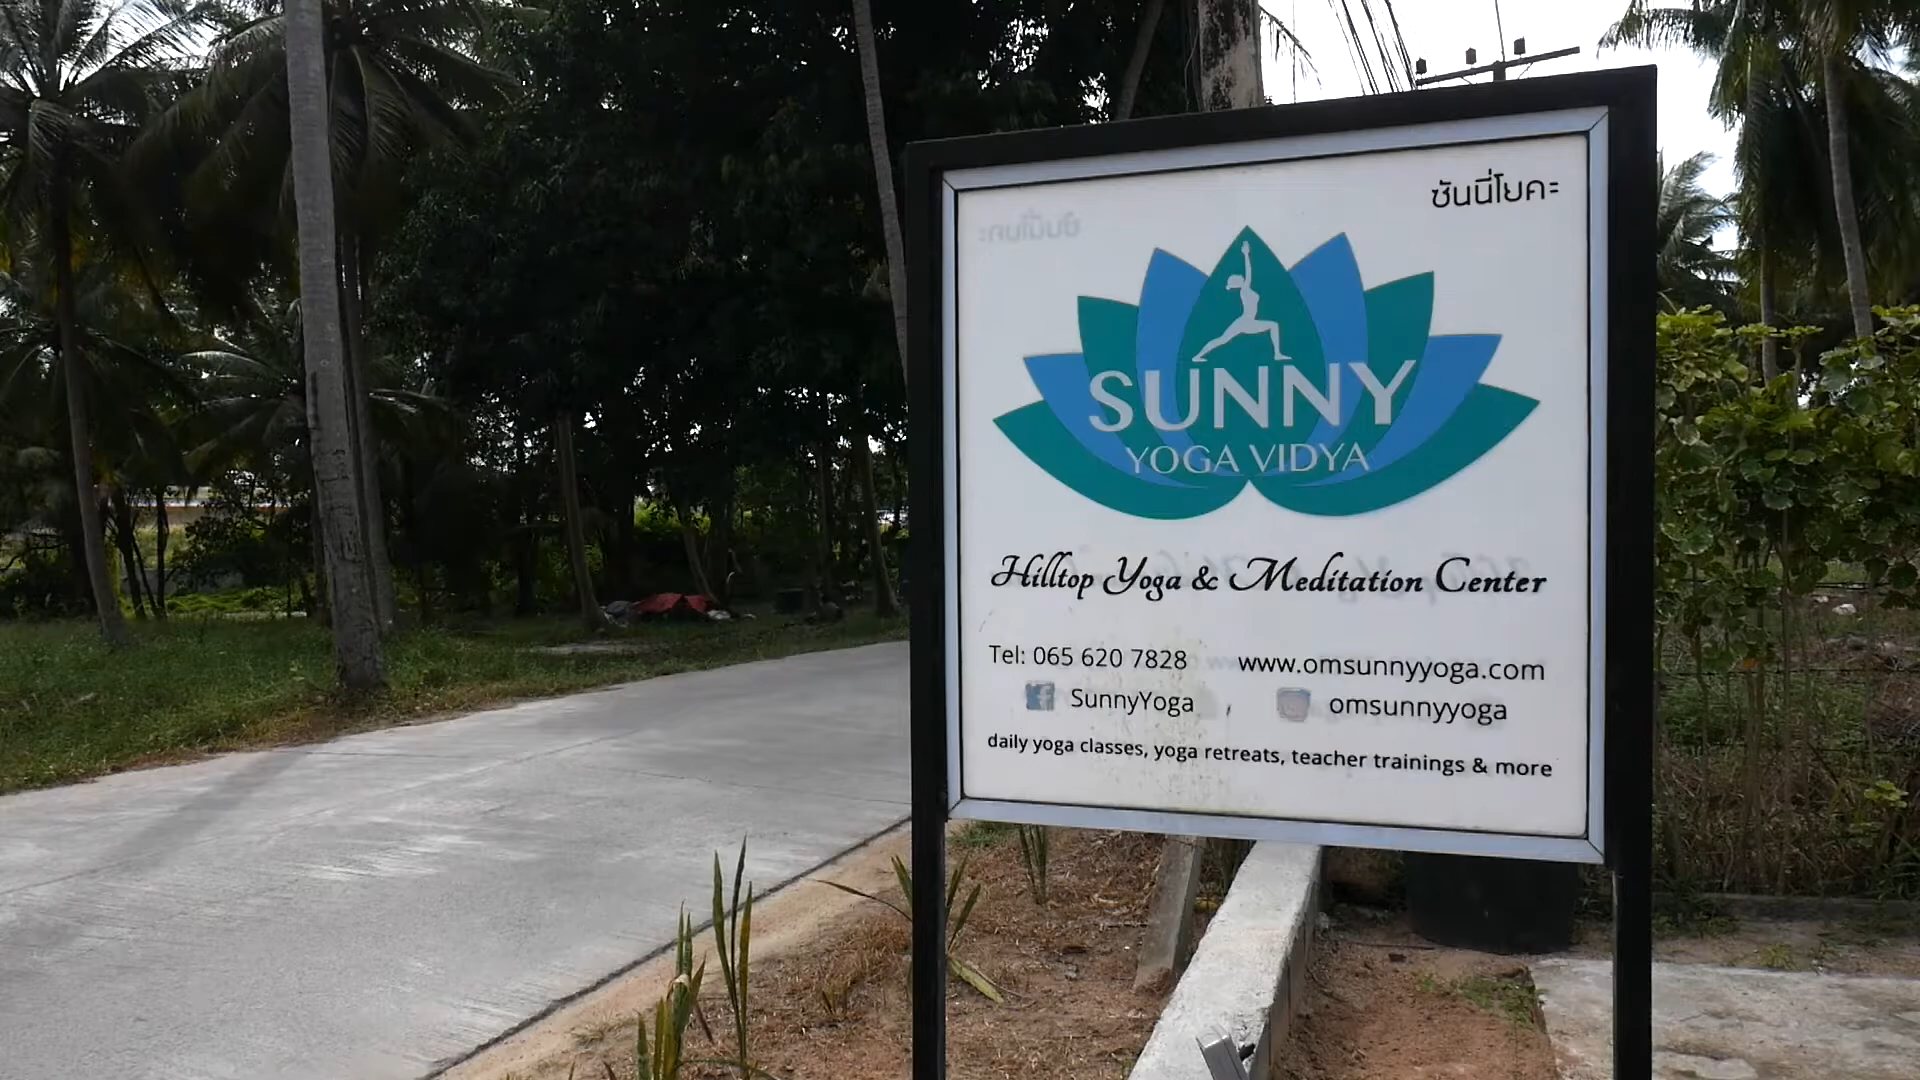 ซันนี่โยคะ
SUNNY
YOGA VIDYA
Hilltop Yoga & Meditation Center
Tel: 065 620 7828 www.omsunnyyoga.com
SunnyYoga omsunnyyoga
daily yoga classes, yoga retreats, teacher trainings & more